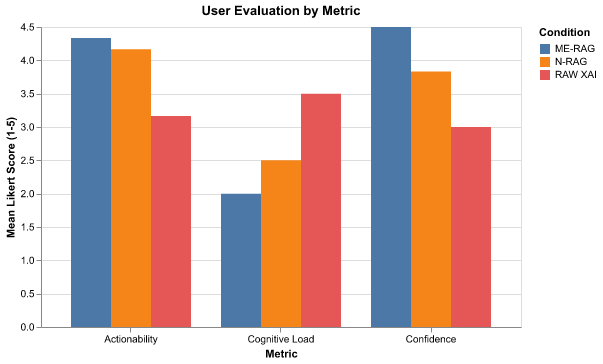 User Evaluation by Metric
Mean Likert Score (1-5)
4.5
4.0
3.5
3.0
2.5
2.0
1.5
1.0
0.5
0.0
Actionability
Cognitive Load
Confidence
Metric
Condition
ME-RAG
N-RAG
RAW XAI